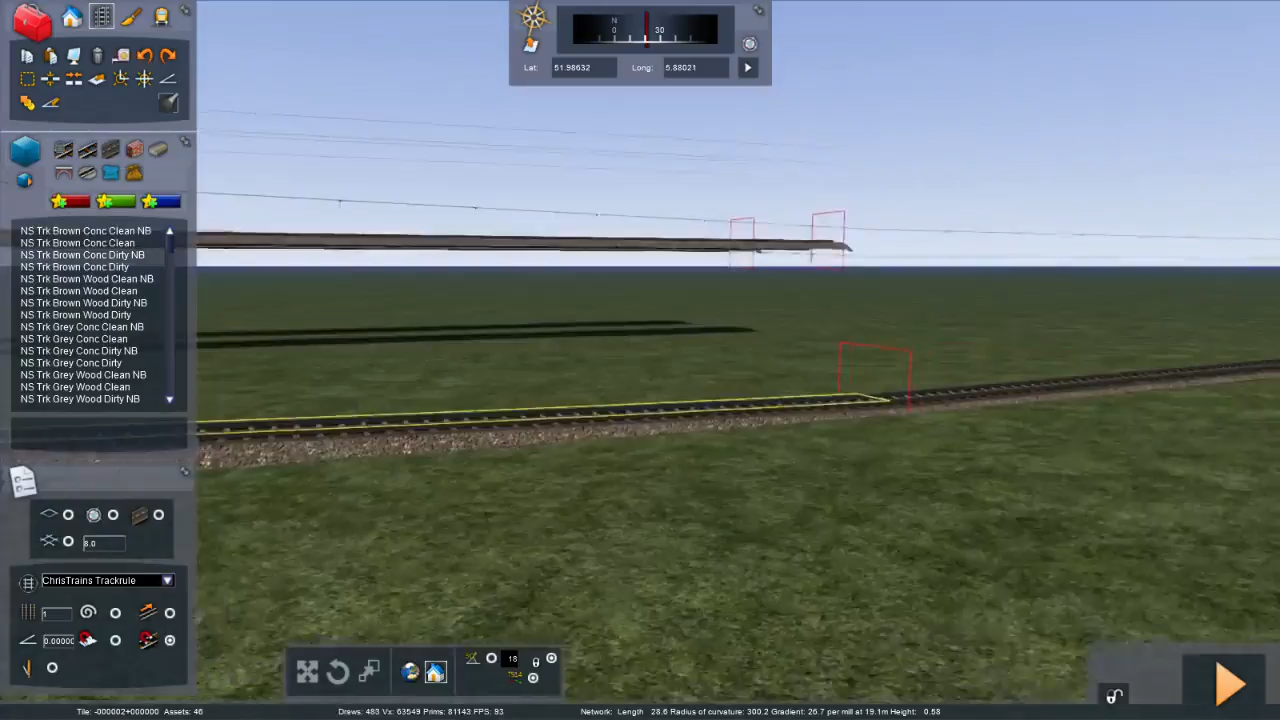 N
0 30
Lat: 51.98632 Long: 5.88021
NS Trk Brown Conc Clean NB
NS Trk Brown Conc Clean
NS Trk Brown Conc Dirty NB
NS Trk Brown Conc Dirty
NS Trk Brown Wood Clean NB
NS Trk Brown Wood Clean
NS Trk Brown Wood Dirty NB
NS Trk Brown Wood Dirty
NS Trk Grey Conc Clean NB
NS Trk Grey Conc Clean
NS Trk Grey Conc Dirty NB
NS Trk Grey Conc Dirty
NS Trk Grey Wood Clean NB
NS Trk Grey Wood Clean
NS Trk Grey Wood Dirty NB
8.0
ChrisTrains Trackrule
1
0.0000
18
Tile: -000002+000000 Assets: 46
Draws: 483 Vx: 63549 Prims: 81143 FPS: 93
Network: Length 28.6 Radius of curvature: 300.2 Gradient: 26.7 per mill at 19.1m Height: 0.58